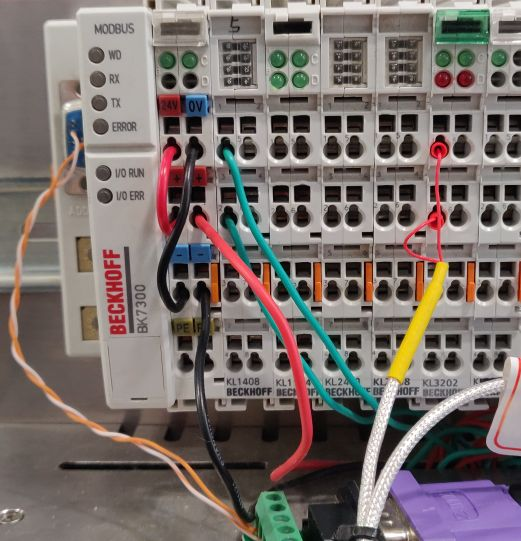 MODBUS
WD
RX
TX
ERROR
I/O RUN
I/O ERR
BECKHOFF
BK7300
5
24V
0V
+
+
-
-
PE
KL1408
BECKHOFF
BECKHOFF
BECKHOFF
BECKHOFF
KL3202
BECKHOFF